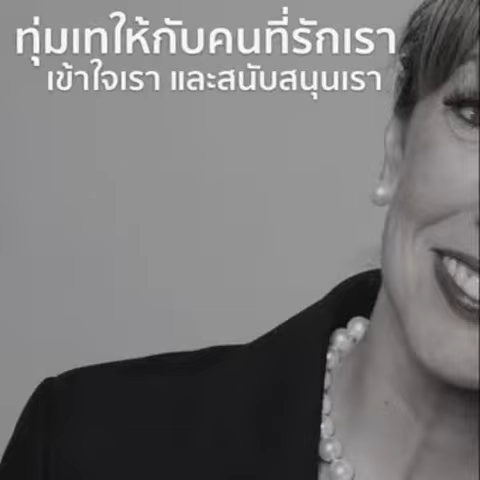 ทุ่มเทให้กับคนที่รักเรา
เข้าใจเรา และสนับสนุนเรา